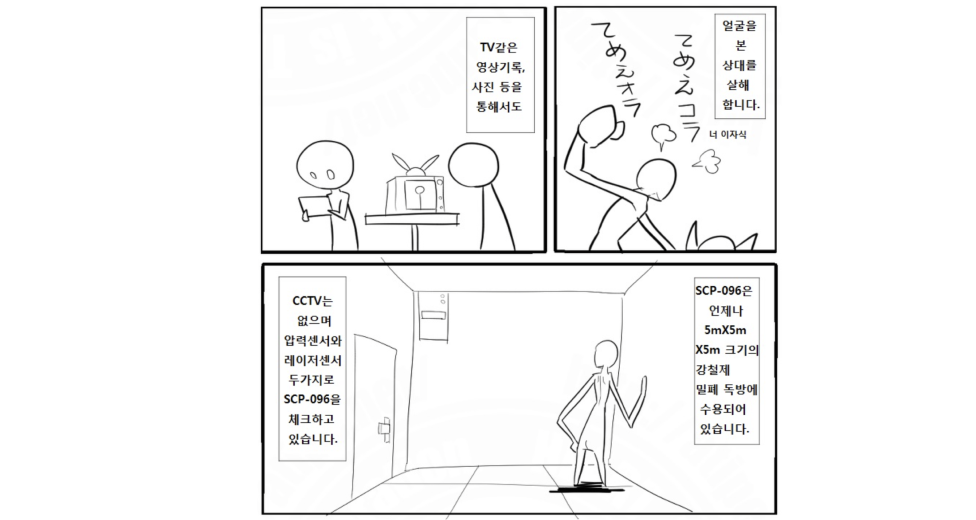 얼굴을
본
상대를
살해
합니다.
てめえコラ
너 이자식
てめえオラ
TV같은
영상기록,
사진 등을
통해서도
SCP-096은
언제나
5mX5m
X5m 크기의
강철제
밀폐 독방에
수용되어
있습니다.
CCTV는
없으며
압력센서와
레이저센서
두가지로
SCP-096을
체크하고
있습니다.